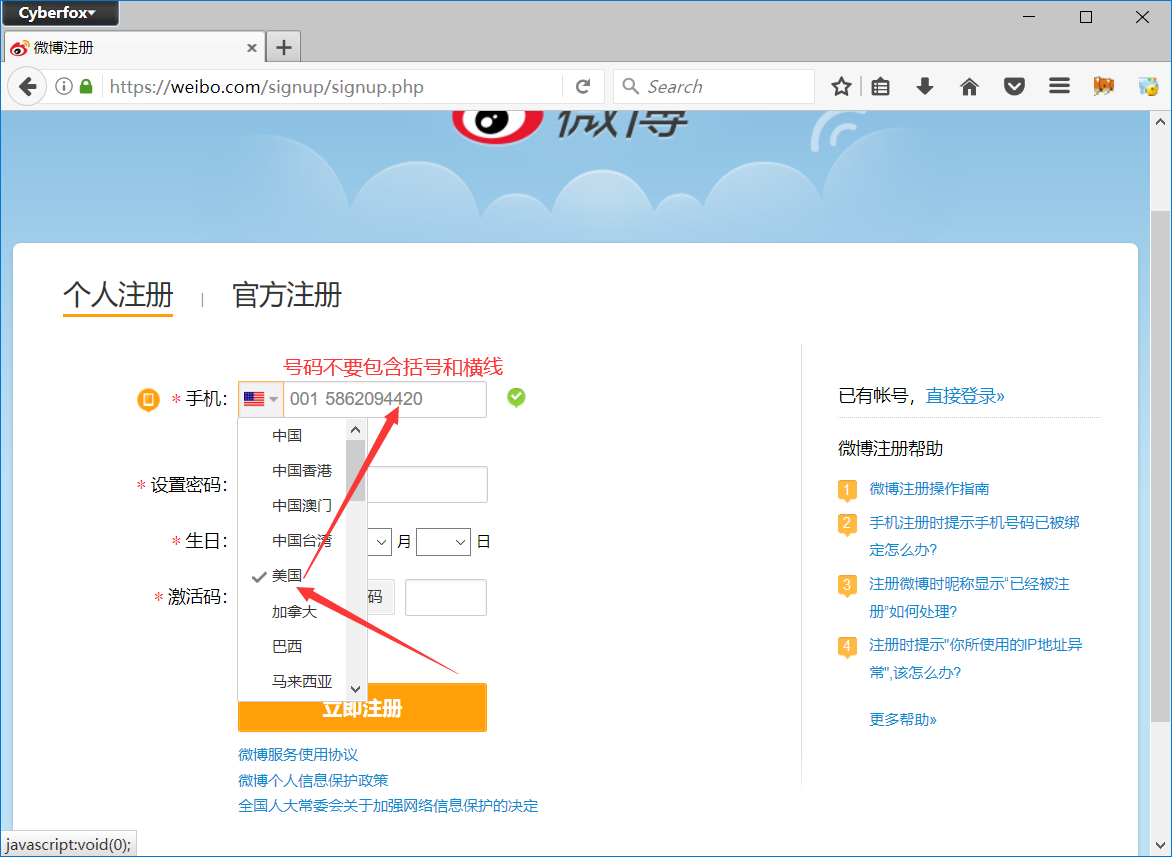 Cyberfox
微博注册
https://weibo.com/signup/signup.php
Search
微博
个人注册 | 官方注册
号码不要包含括号和横线
* 手机: 001 5862094420
中国
中国香港
* 设置密码:
中国澳门
* 生日: 中国台湾 月 日
美国
* 激活码: 码
加拿大
巴西
马来西亚
立即注册
微博服务使用协议
微博个人信息保护政策
全国人大常委会关于加强网络信息保护的决定
已有帐号，直接登录»
微博注册帮助
1 微博注册操作指南
2 手机注册时提示手机号码已被绑
定怎么办?
3 注册微博时昵称显示“已经被注
册”如何处理?
4 注册时提示"你所使用的IP地址异
常",该怎么办?
更多帮助»
javascript:void(0);